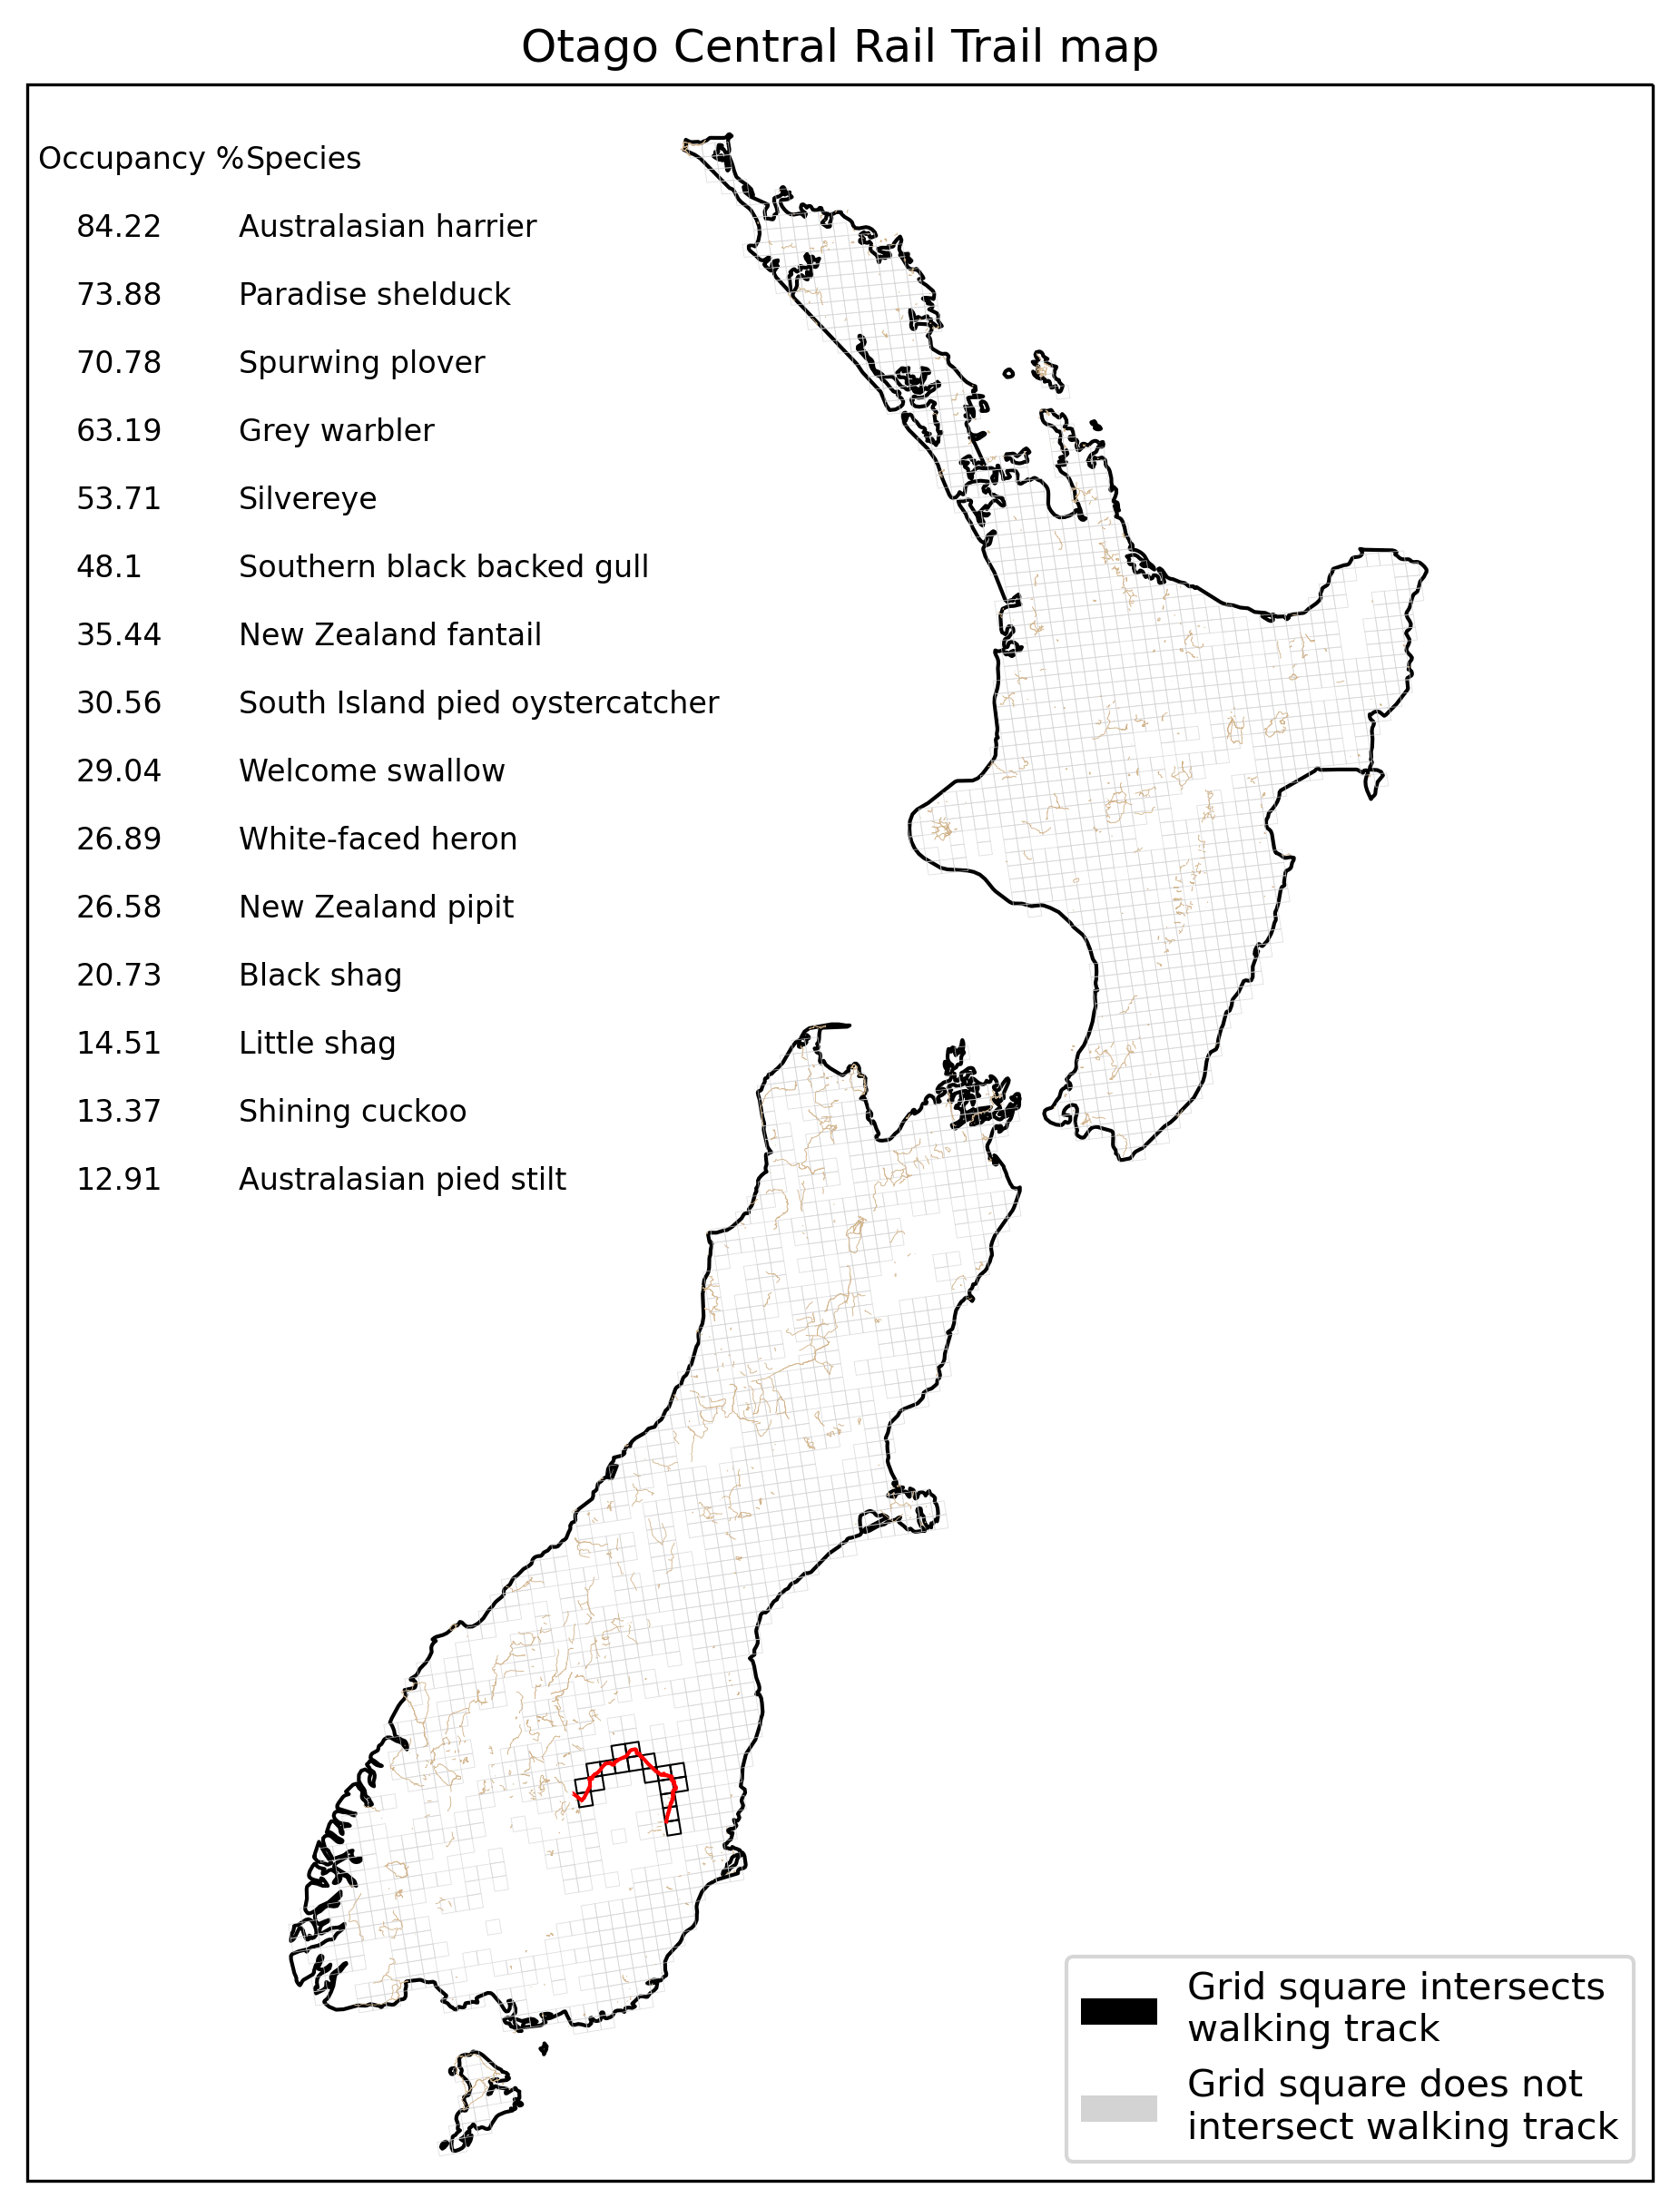 Otago Central Rail Trail map
Occupancy % Species
84.22 Australasian harrier
73.88 Paradise shelduck
70.78 Spurwing plover
63.19 Grey warbler
53.71 Silvereye
48.1 Southern black backed gull
35.44 New Zealand fantail
30.56 South Island pied oystercatcher
29.04 Welcome swallow
26.89 White-faced heron
26.58 New Zealand pipit
20.73 Black shag
14.51 Little shag
13.37 Shining cuckoo
12.91 Australasian pied stilt
Grid square intersects
walking track
Grid square does not
intersect walking track